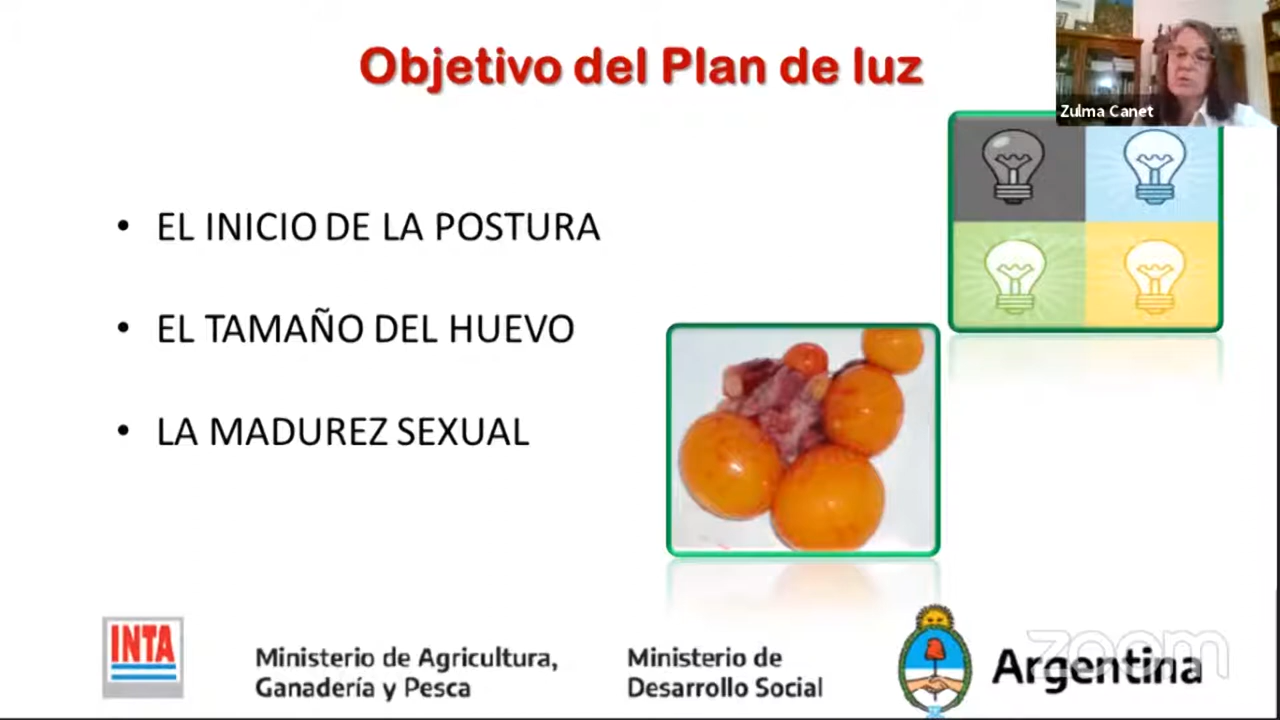 Objetivo del Plan de luz
Zulma Canet
• EL INICIO DE LA POSTURA
• EL TAMAÑO DEL HUEVO
• LA MADUREZ SEXUAL
INTA
Ministerio de Agricultura,
Ganadería y Pesca
Ministerio de
Desarrollo Social
Argentina
zoom